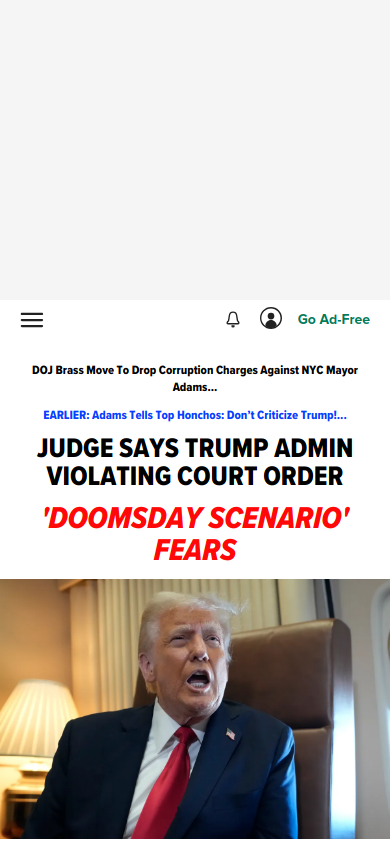 Go Ad-Free
DOJ Brass Move To Drop Corruption Charges Against NYC Mayor
Adams...
EARLIER: Adams Tells Top Honchos: Don’t Criticize Trump!...
JUDGE SAYS TRUMP ADMIN
VIOLATING COURT ORDER
'DOOMSDAY SCENARIO'
FEARS